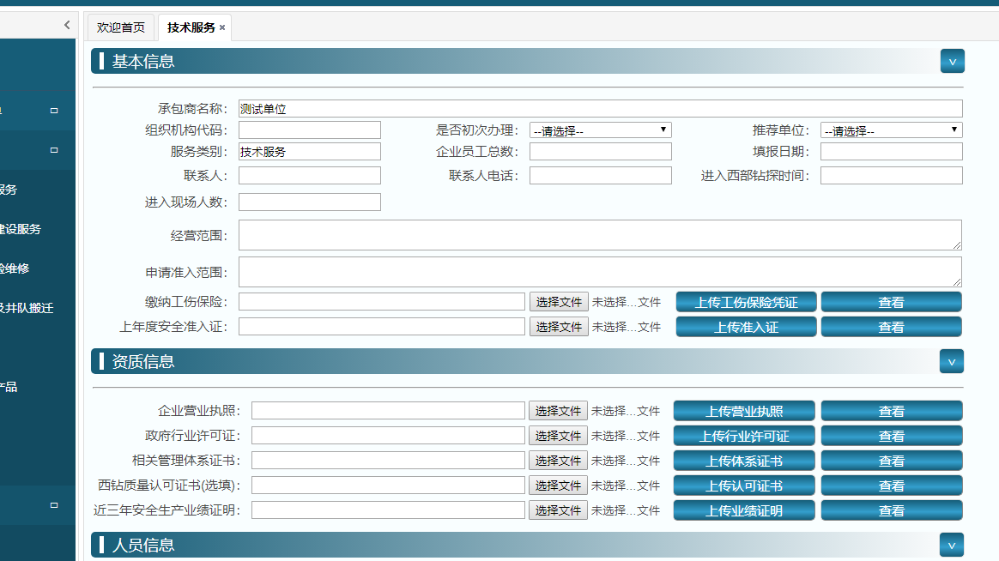 欢迎首页 技术服务 ×
基本信息
承包商名称： 测试单位
组织机构代码： 是否初次办理： --请选择-- 推荐单位： --请选择--
服务类别： 技术服务 企业员工总数： 填报日期：
联系人： 联系人电话： 进入西部钻探时间：
服务
进入现场人数：
建设服务
经营范围：
检维修
申请准入范围：
及井队搬迁
缴纳工伤保险： 选择文件 未选择...文件 上传工伤保险凭证 查看
上年度安全准入证： 选择文件 未选择...文件 上传准入证 查看
资质信息
产品
企业营业执照： 选择文件 未选择...文件 上传营业执照 查看
政府行业许可证： 选择文件 未选择...文件 上传行业许可证 查看
相关管理体系证书： 选择文件 未选择...文件 上传体系证书 查看
西钻质量认可证书(选填)： 选择文件 未选择...文件 上传认可证书 查看
近三年安全生产业绩证明： 选择文件 未选择...文件 上传业绩证明 查看
人员信息